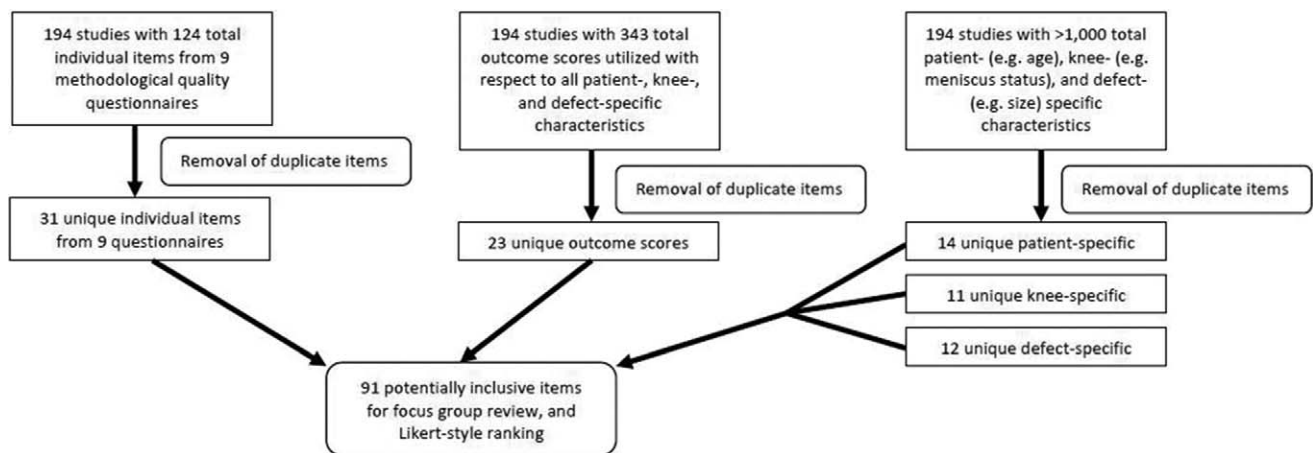 194 studies with 124 total
individual items from 9
methodological quality
questionnaires
194 studies with 343 total
outcome scores utilized with
respect to all patient-, knee-,
and defect-specific
characteristics
194 studies with >1,000 total
patient- (e.g. age), knee- (e.g.
meniscus status), and defect-
(e.g. size) specific
characteristics
Removal of duplicate items
Removal of duplicate items
Removal of duplicate items
31 unique individual items
from 9 questionnaires
23 unique outcome scores
14 unique patient-specific
11 unique knee-specific
12 unique defect-specific
91 potentially inclusive items
for focus group review, and
Likert-style ranking